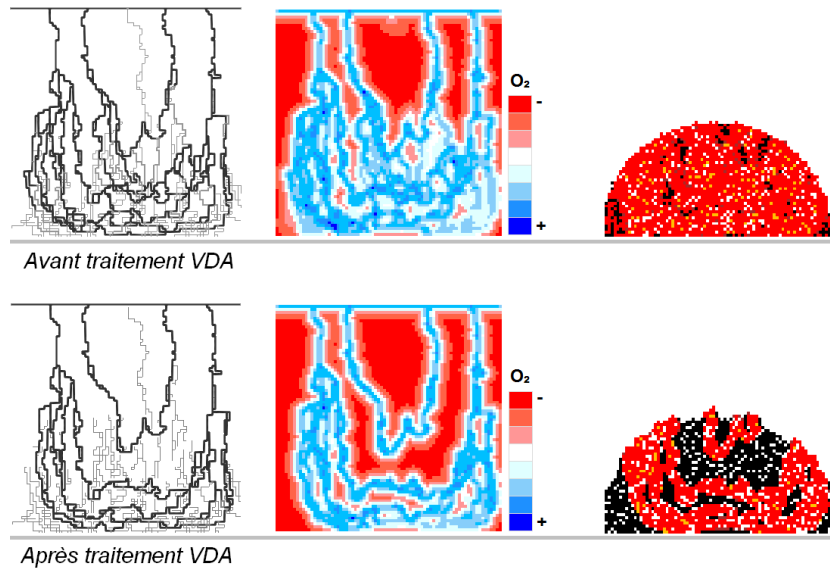 O₂
-
+
Avant traitement VDA
O₂
-
+
Après traitement VDA